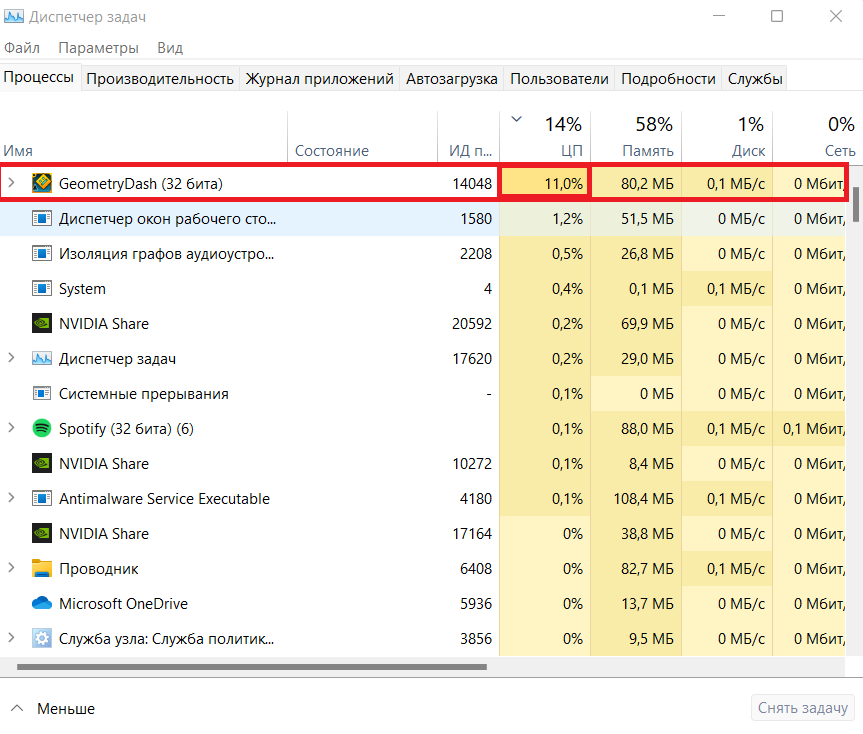 Диспетчер задач
Файл Параметры Вид
Процессы Производительность Журнал приложений Автозагрузка Пользователи Подробности Службы
14% 58% 1% 0%
Имя Состояние ИД п... ЦП Память Диск Сеть
GeometryDash (32 бита) 14048 11,0% 80,2 МБ 0,1 МБ/с 0 Мбит/
Диспетчер окон рабочего сто... 1580 1,2% 51,5 МБ 0 МБ/с 0 Мбит/
Изоляция графов аудиоустро... 2208 0,5% 26,8 МБ 0 МБ/с 0 Мбит/
System 4 0,4% 0,1 МБ 0,1 МБ/с 0 Мбит/
NVIDIA Share 20592 0,2% 69,9 МБ 0 МБ/с 0 Мбит/
Диспетчер задач 17620 0,2% 29,0 МБ 0 МБ/с 0 Мбит/
Системные прерывания - 0,1% 0 МБ 0 МБ/с 0 Мбит/
Spotify (32 бита) (6) 0,1% 88,0 МБ 0,1 МБ/с 0,1 Мбит/
NVIDIA Share 10272 0,1% 8,4 МБ 0 МБ/с 0 Мбит/
Antimalware Service Executable 4180 0,1% 108,4 МБ 0,1 МБ/с 0 Мбит/
NVIDIA Share 17164 0% 38,8 МБ 0 МБ/с 0 Мбит/
Проводник 6408 0% 82,7 МБ 0,1 МБ/с 0 Мбит/
Microsoft OneDrive 5936 0% 13,7 МБ 0 МБ/с 0 Мбит/
Служба узла: Служба политик... 3856 0% 9,5 МБ 0 МБ/с 0 Мбит/
Меньше Снять задачу